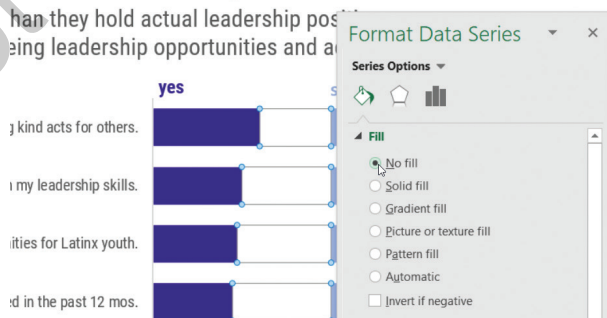 han they hold actual leadership posi
eing leadership opportunities and a
yes
s
g kind acts for others.
my leadership skills.
ities for Latinx youth.
ed in the past 12 mos.
Format Data Series
Series Options
Fill
No fill
Solid fill
Gradient fill
Picture or texture fill
Pattern fill
Automatic
Invert if negative